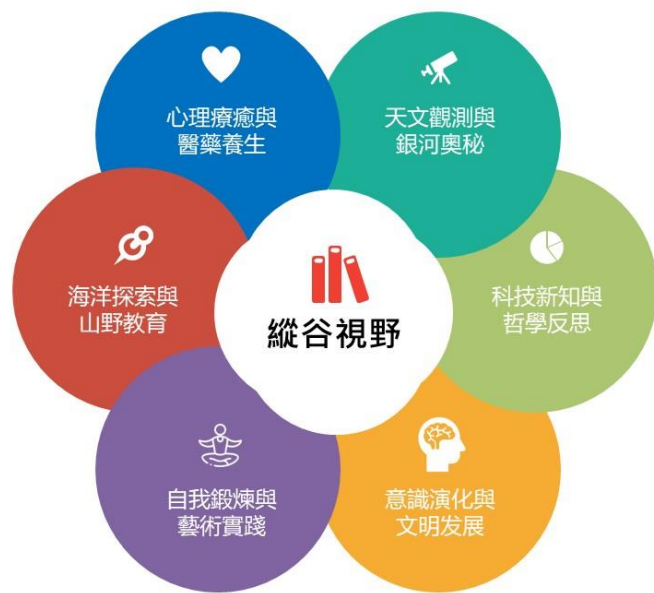 心理療癒與
醫藥養生
天文觀測與
銀河奧秘
海洋探索與
山野教育
縱谷視野
科技新知與
哲學反思
自我鍛煉與
藝術實踐
意識演化與
文明发展